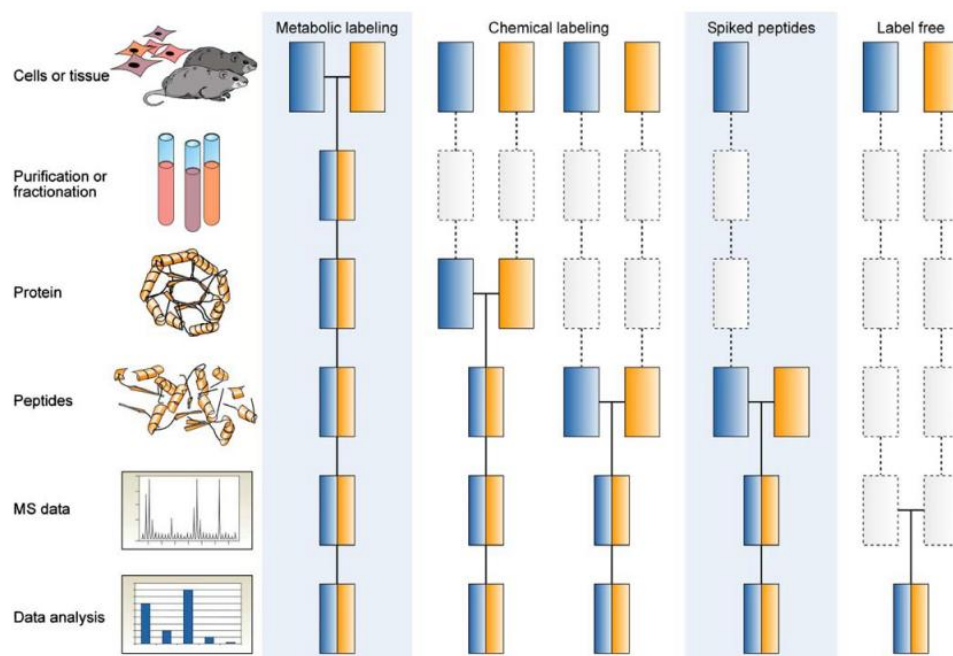 Metabolic labeling
Chemical labeling
Spiked peptides
Label free
Cells or tissue
Purification or
fractionation
Protein
Peptides
MS data
Data analysis